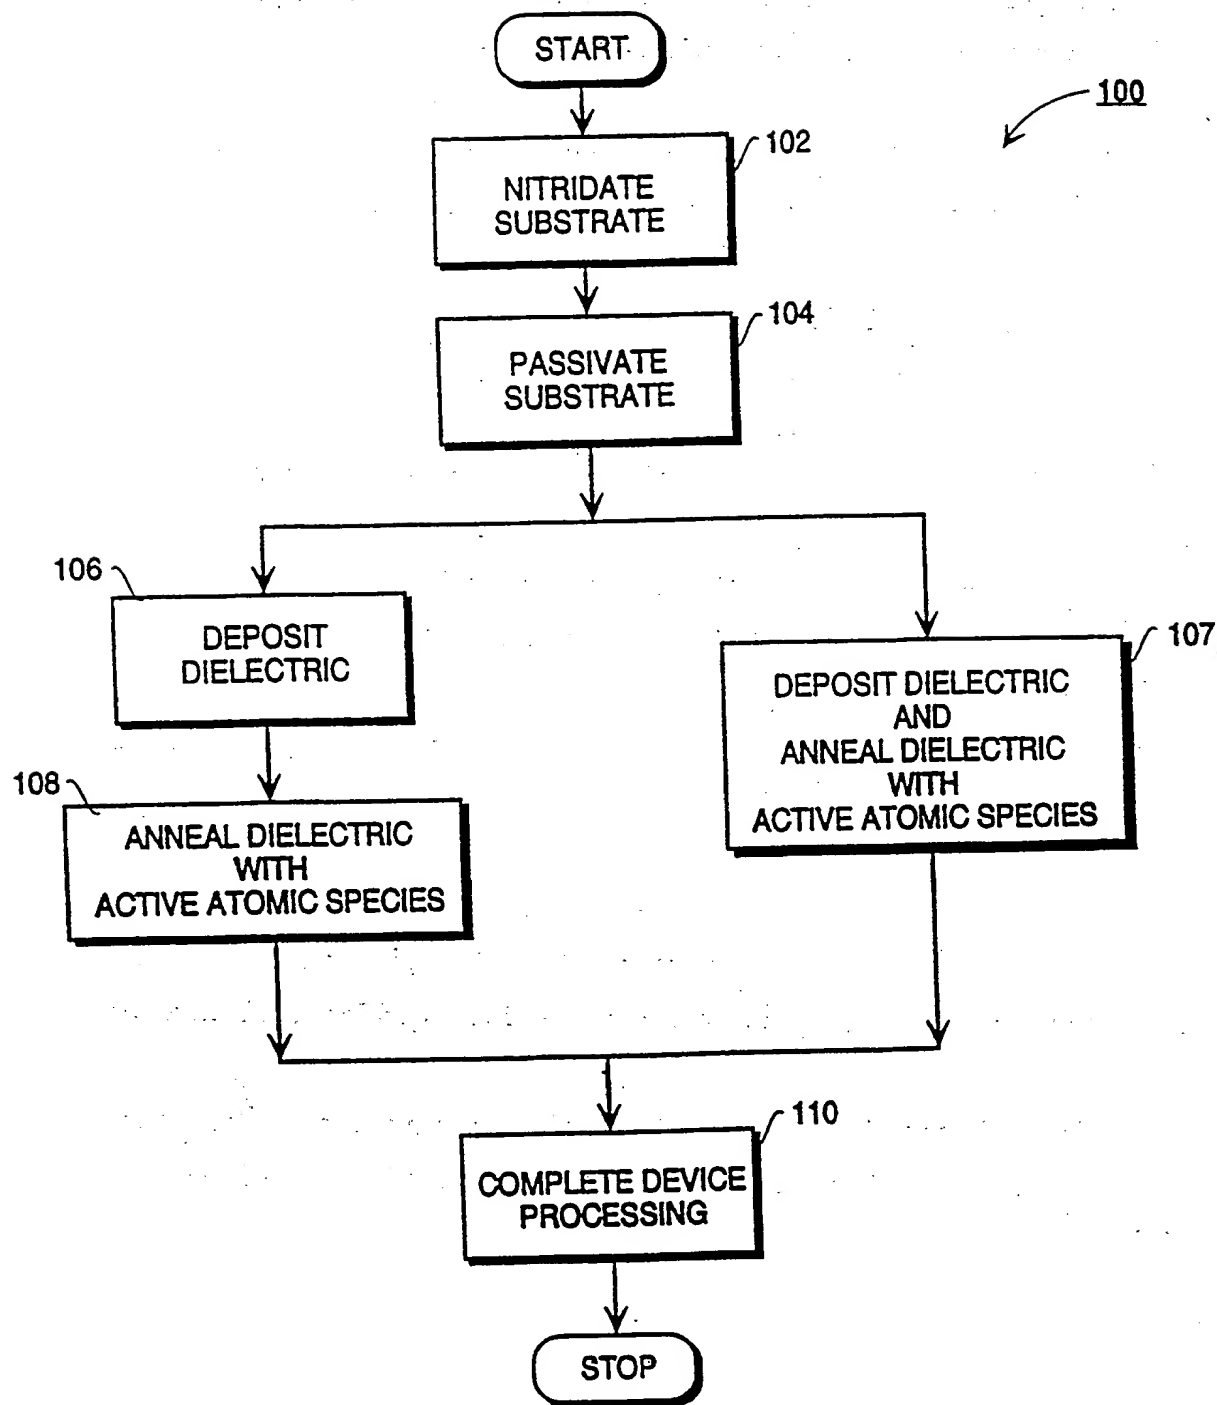 START
100
102
NITRIDATE
SUBSTRATE
104
PASSIVATE
SUBSTRATE
106
DEPOSIT
DIELECTRIC
107
DEPOSIT DIELECTRIC
AND
ANNEAL DIELECTRIC
WITH
ACTIVE ATOMIC SPECIES
108
ANNEAL DIELECTRIC
WITH
ACTIVE ATOMIC SPECIES
110
COMPLETE DEVICE
PROCESSING
STOP